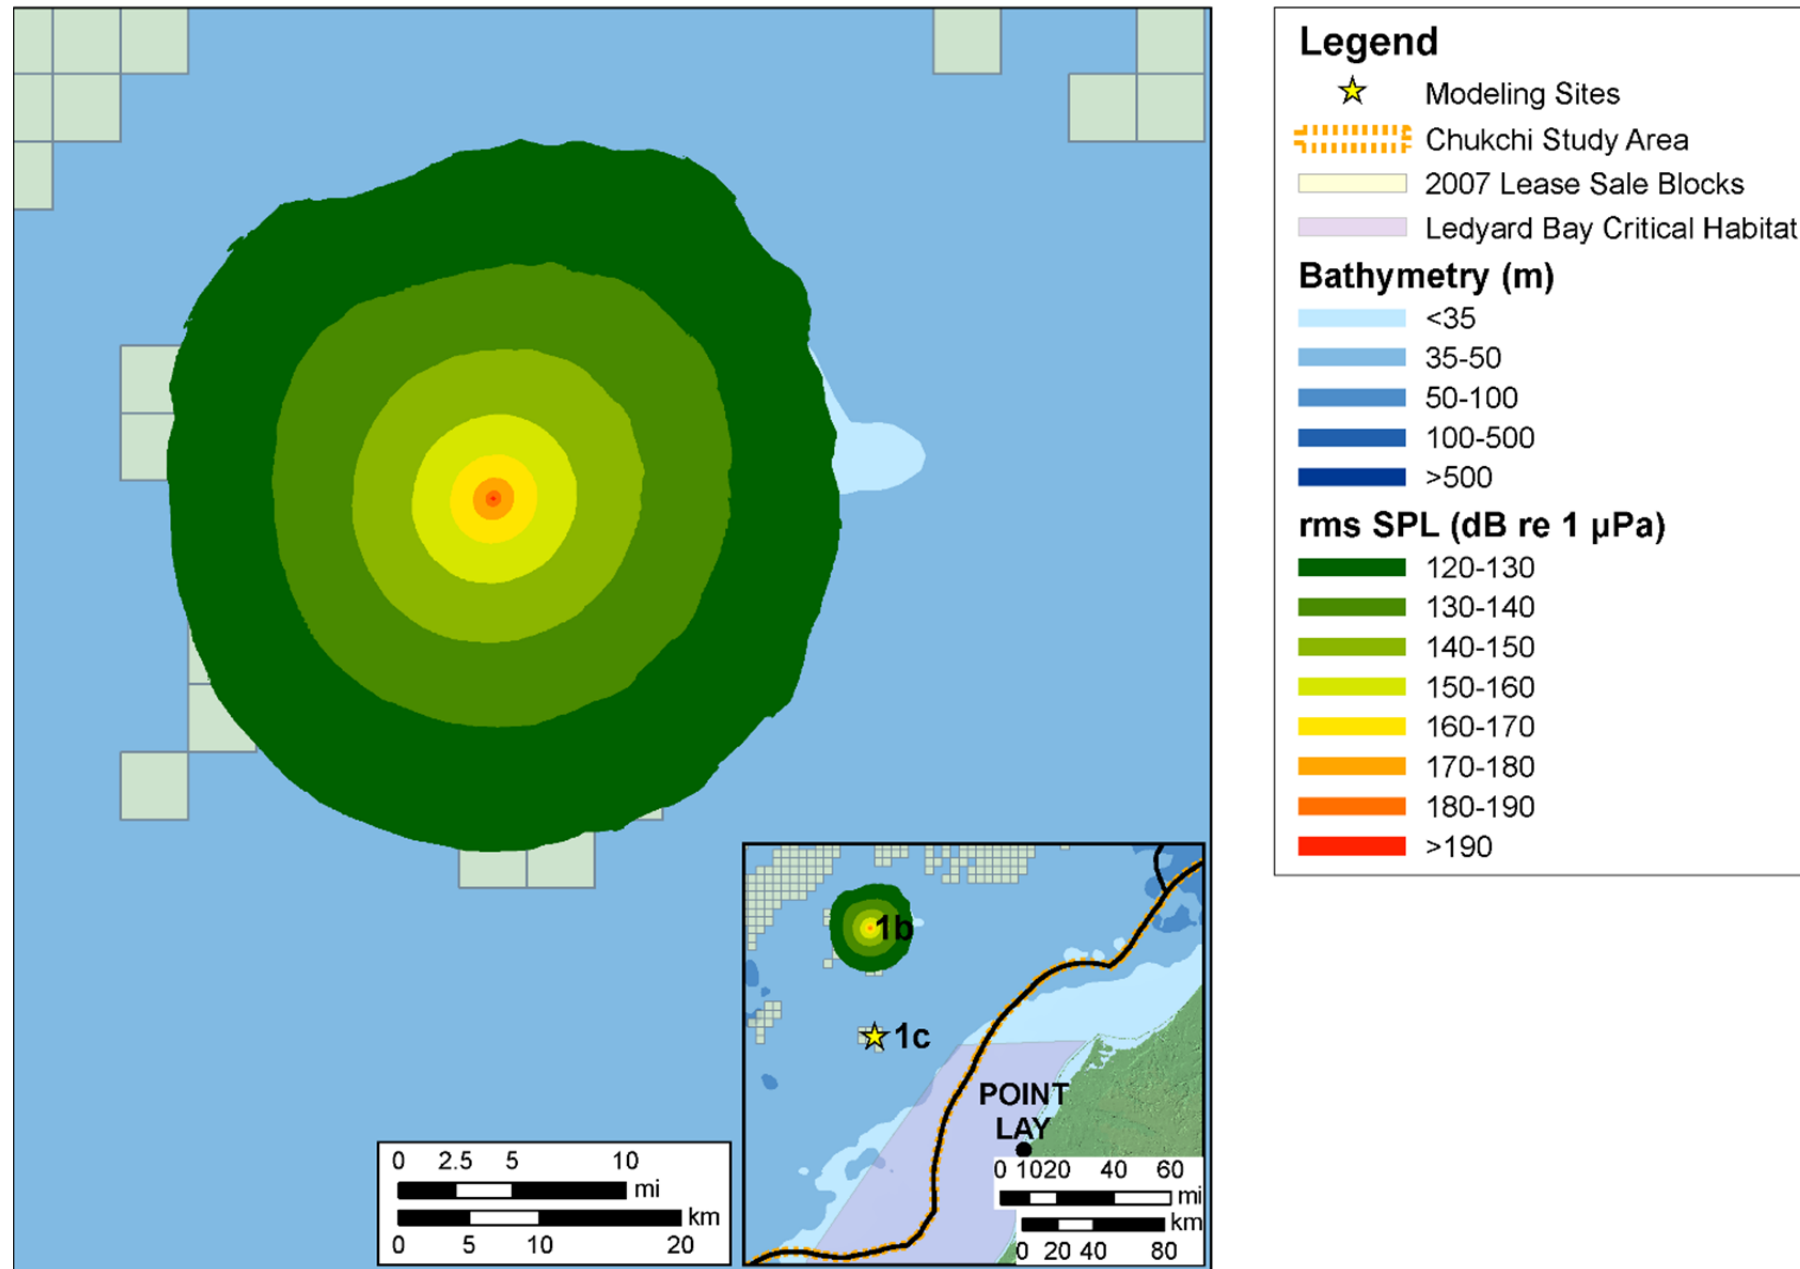 Legend
Modeling Sites
Chukchi Study Area
2007 Lease Sale Blocks
Ledyard Bay Critical Habitat
Bathymetry (m)
<35
35-50
50-100
100-500
>500
rms SPL (dB re 1 µPa)
120-130
130-140
140-150
150-160
160-170
170-180
180-190
>190
1b
1c
POINT
LAY
0 2.5 5 10
mi
km
0 5 10 20
0 10 20 40 60
mi
km
0 20 40 80